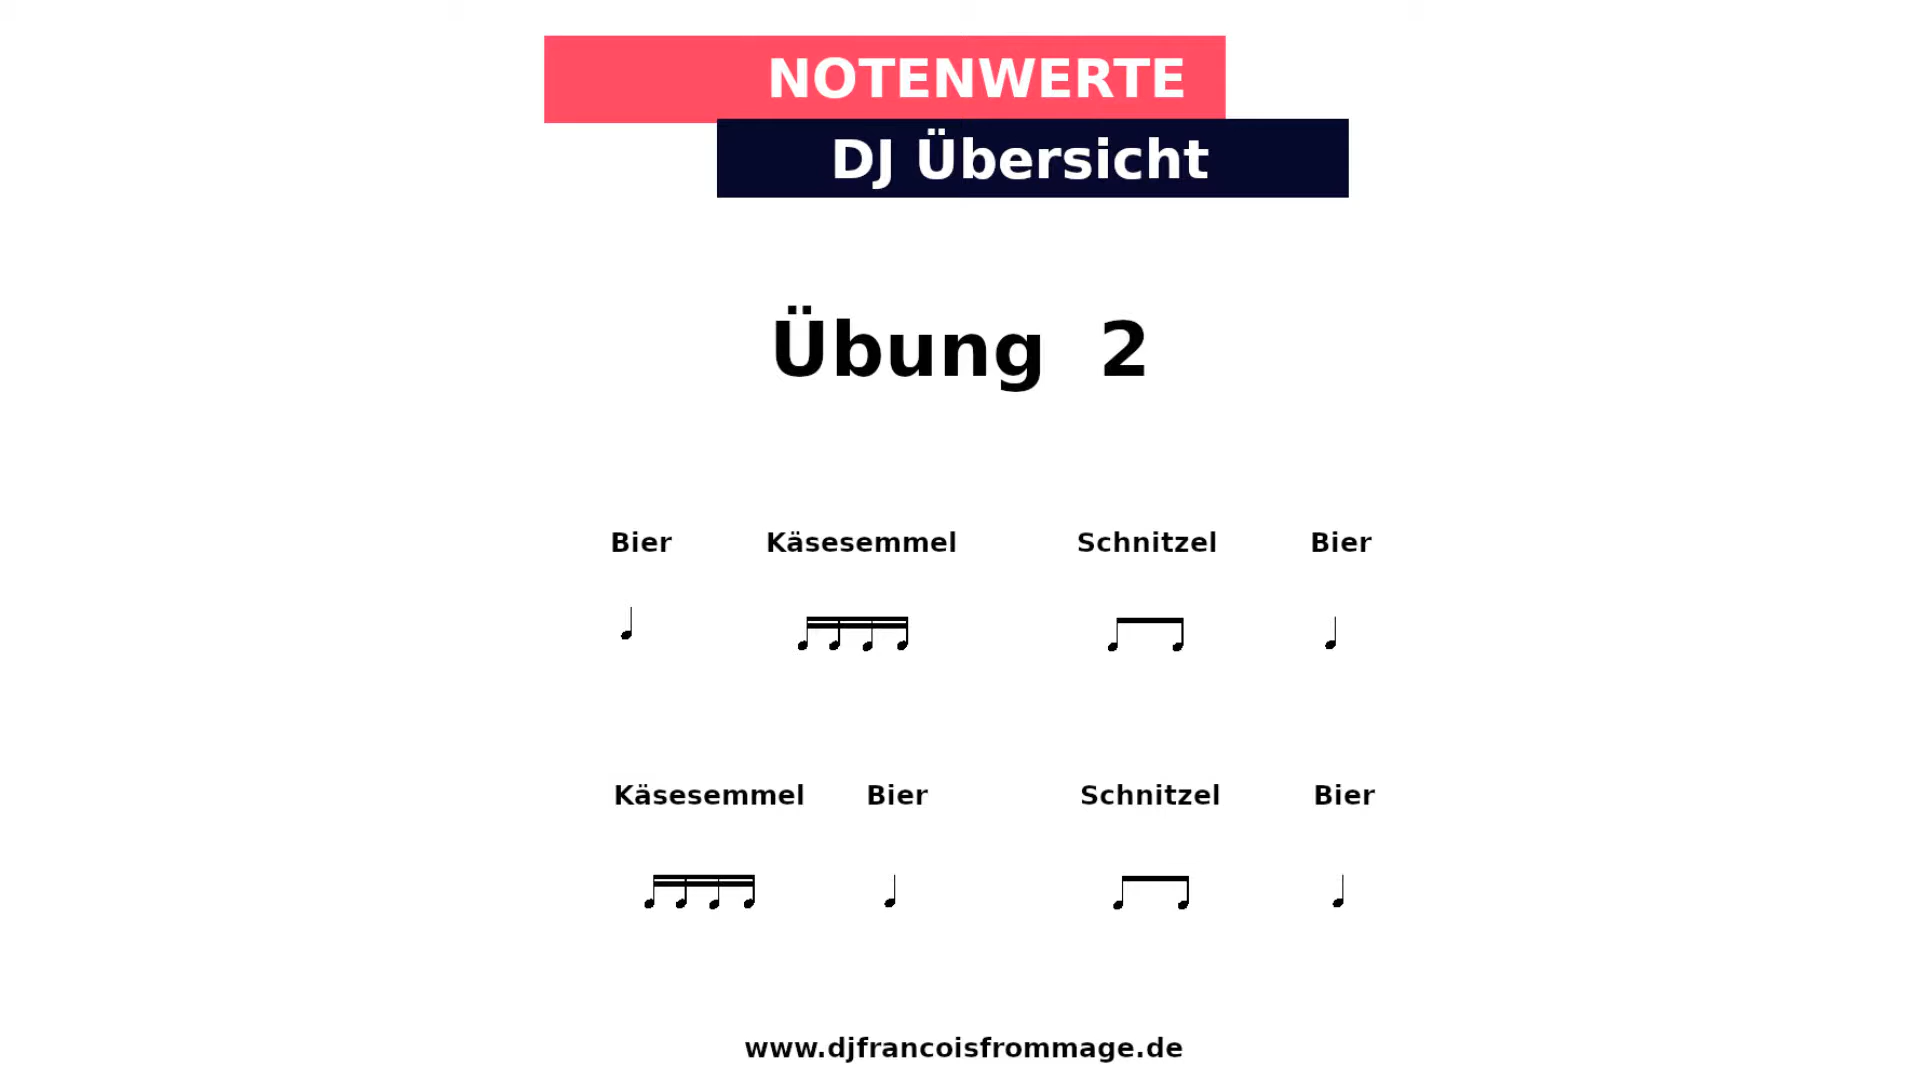 NOTENWERTE
DJ Übersicht
Übung 2
Bier Käsesemmel Schnitzel Bier
Käsesemmel Bier Schnitzel Bier
www.djfrancoisfrommage.de